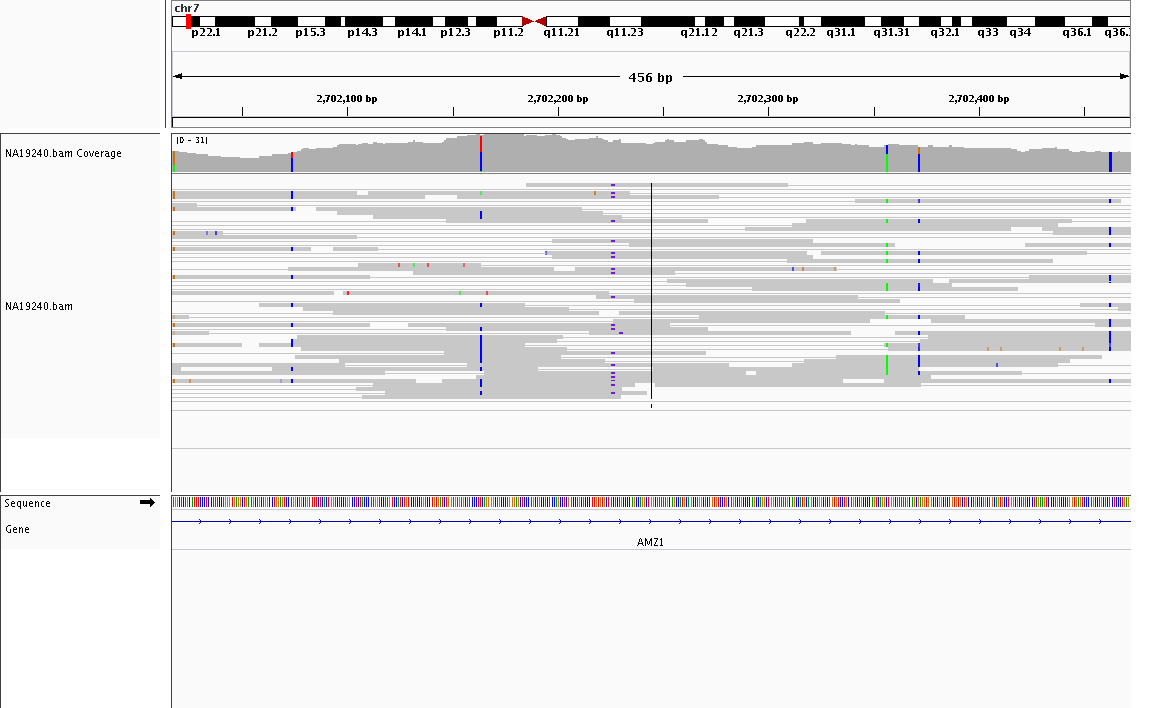 chr7
p22.1 p21.2 p15.3 p14.3 p14.1 p12.3 p11.2 q11.21 q11.23 q21.12 q21.3 q22.2 q31.1 q31.31 q32.1 q33 q34 q36.1 q36.
456 bp
2,702,100 bp 2,702,200 bp 2,702,300 bp 2,702,400 bp
[0 - 31]
NA19240.bam Coverage
NA19240.bam
Sequence
Gene
AMZ1